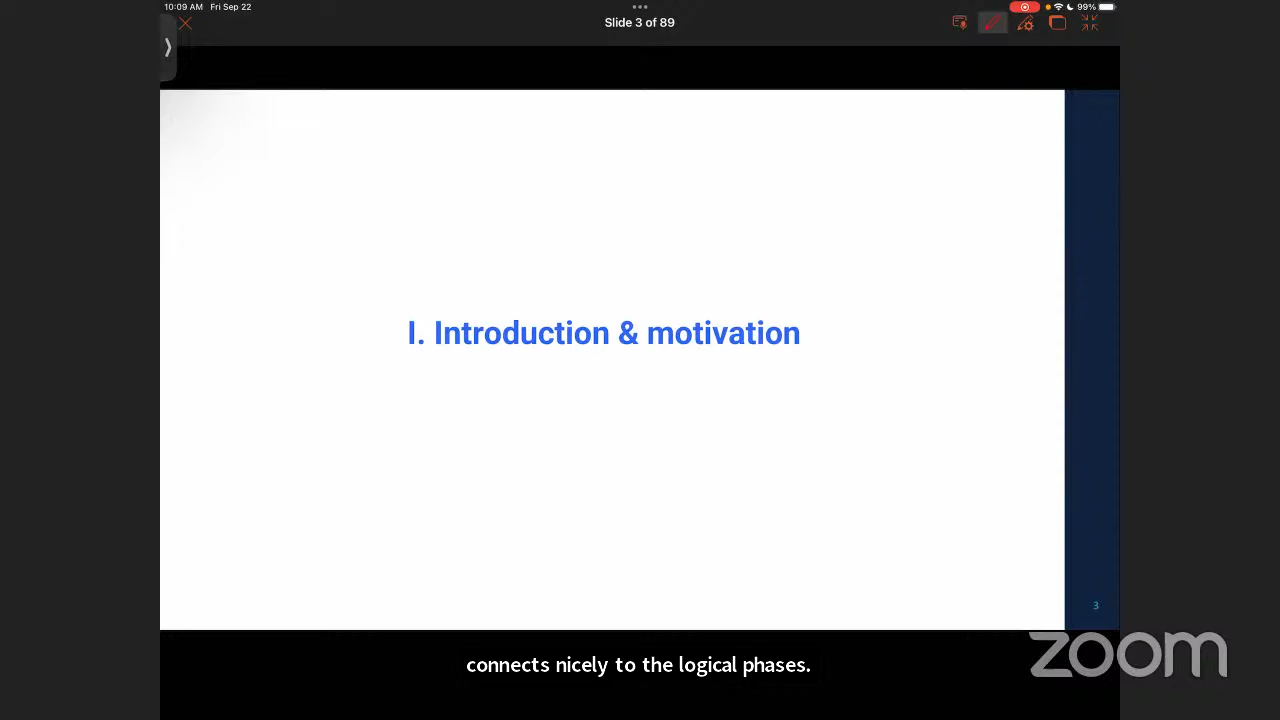 10:09 AM Fri Sep 22
99%
Slide 3 of 89
I. Introduction & motivation
3
connects nicely to the logical phases.
zoom